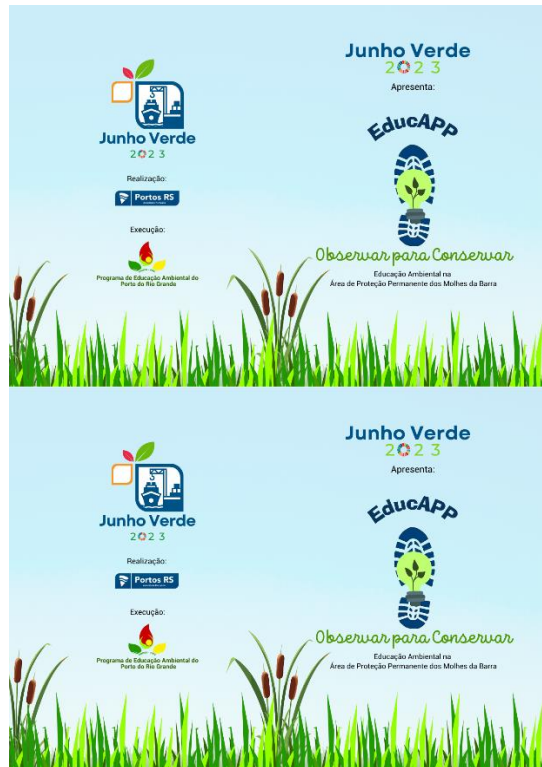 Junho Verde
2023
Realização:
Portos RS
Execução:
Programa de Educação Ambiental do
Porto do Rio Grande
Junho Verde
2023
Apresenta:
EducAPP
Observar para Conservar
Educação Ambiental na
Área de Proteção Permanente dos Molhes da Barra
Junho Verde
2023
Realização:
Portos RS
Execução:
Programa de Educação Ambiental do
Porto do Rio Grande
Junho Verde
2023
Apresenta:
EducAPP
Observar para Conservar
Educação Ambiental na
Área de Proteção Permanente dos Molhes da Barra